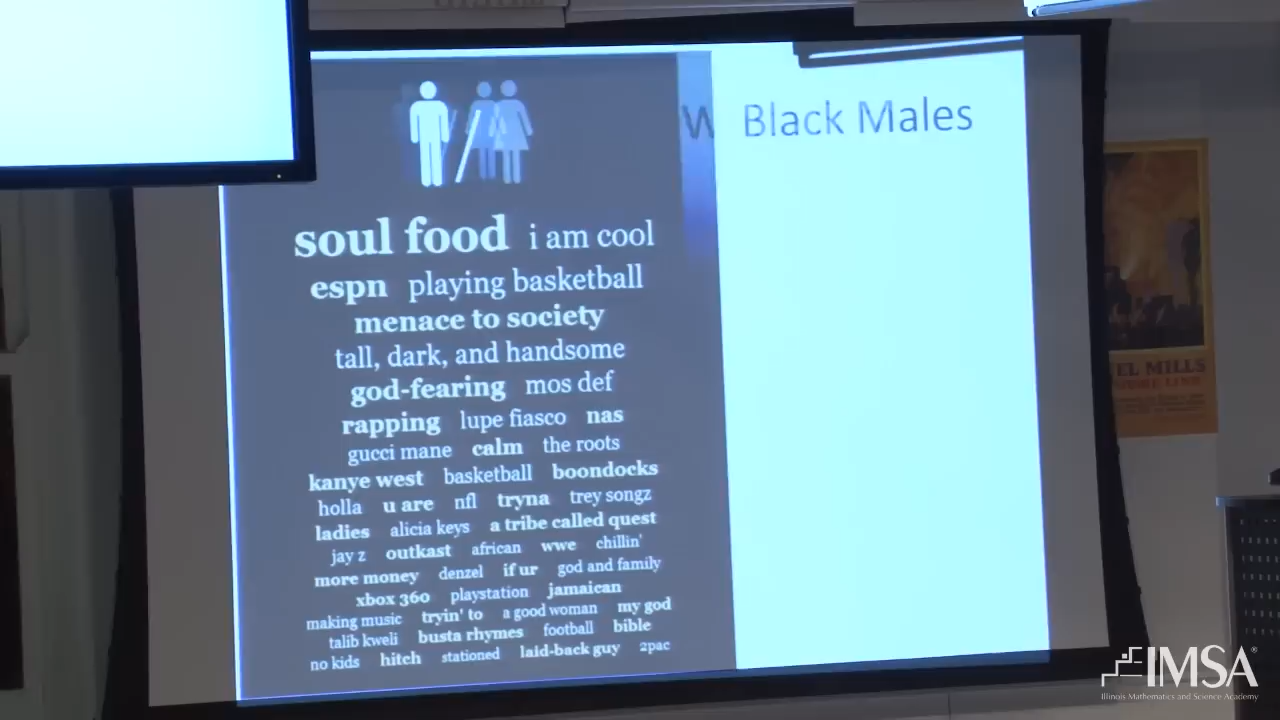 W Black Males
soul food i am cool
espn playing basketball
menace to society
tall, dark, and handsome
god-fearing mos def
rapping lupe fiasco nas
gucci mane calm the roots
kanye west basketball boondocks
holla u are nfl tryna trey songz
ladies alicia keys a tribe called quest
jay z outkast african wwe chillin'
more money denzel if ur god and family
xbox 360 playstation jamaican
making music tryin' to a good woman my god
talib kweli busta rhymes football bible
no kids hitch stationed laid-back guy 2pac
EL MILLS
IMSA®
Illinois Mathematics and Science Academy